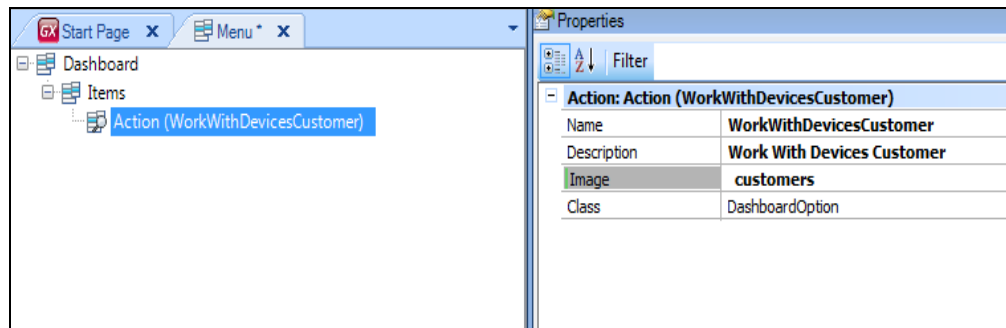 GX Start Page X Menu * X
Dashboard
Items
Action (WorkWithDevicesCustomer)
Properties
A Z Filter
Action: Action (WorkWithDevicesCustomer)
Name WorkWithDevicesCustomer
Description Work With Devices Customer
Image customers
Class DashboardOption